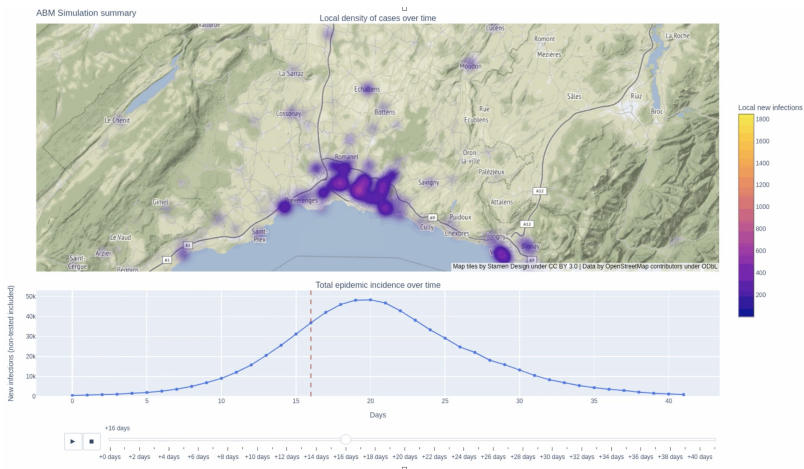 ABM Simulation summary
Local density of cases over time
Lucens
La Roche
Romont
Mézières
Moudon
La Sarraz
Echallens
Sâles
Riaz
Broc
Cossonay
Bottens
Rue
Ecublens
Le Chenit
Oron
-la-ville
Romanel
Palézieux
Savigny
A12
Gimel
Attalens
A9
Puidoux
A12
Saint-
Prex
Cully
Chexbres
Le Vaud
A1
Saint-
Cergue
Arzier
A1
A9
Map tiles by Stamen Design under CC BY 3.0 | Data by OpenStreetMap contributors under ODbL
Local new infections
1800
1600
1400
1200
1000
800
600
400
200
Total epidemic incidence over time
New infections (non-tested included)
50k
40k
30k
20k
10k
0
0 5 10 15 20 25 30 35 40
Days
+16 days
+0 days +2 days +4 days +6 days +8 days +10 days +12 days +14 days +16 days +18 days +20 days +22 days +24 days +26 days +28 days +30 days +32 days +34 days +36 days +38 days +40 days